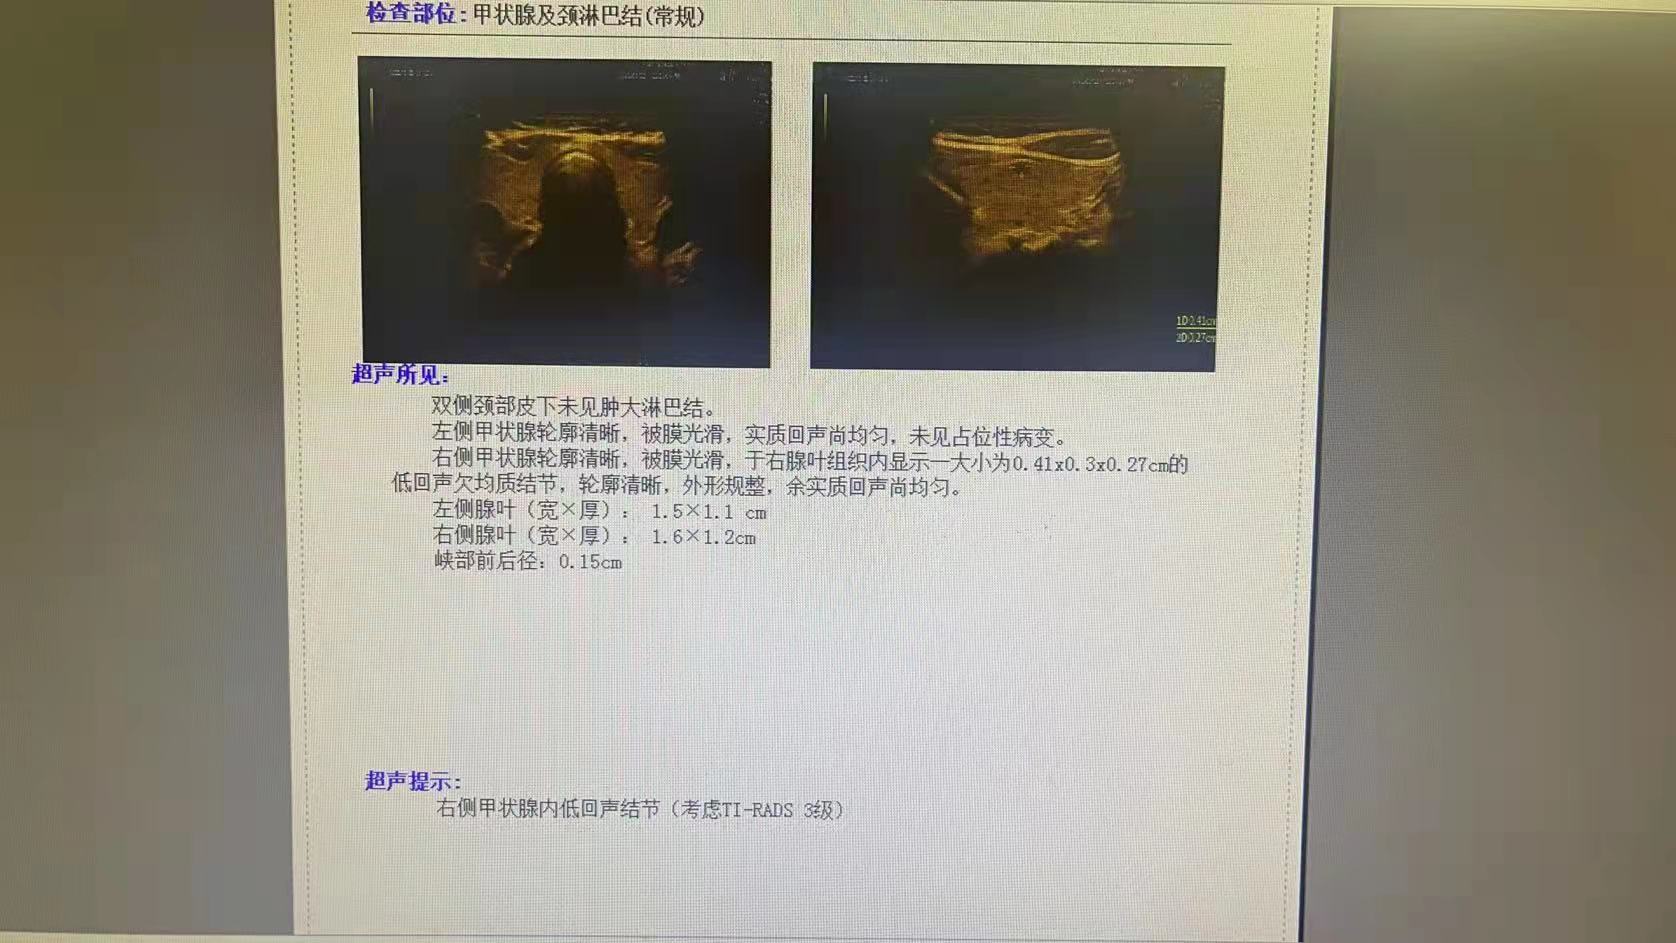 检查部位:甲状腺及颈淋巴结(常规)
1D 0.41cm
2D 0.27cm
超声所见:
双侧颈部皮下未见肿大淋巴结。
左侧甲状腺轮廓清晰，被膜光滑，实质回声尚均匀，未见占位性病变。
右侧甲状腺轮廓清晰，被膜光滑，于右腺叶组织内显示一大小为0.41x0.3x0.27cm的
低回声欠均质结节，轮廓清晰，外形规整，余实质回声尚均匀。
左侧腺叶（宽×厚）： 1.5×1.1 cm
右侧腺叶（宽×厚）： 1.6×1.2cm
峡部前后径：0.15cm
超声提示:
右侧甲状腺内低回声结节（考虑TI-RADS 3级）